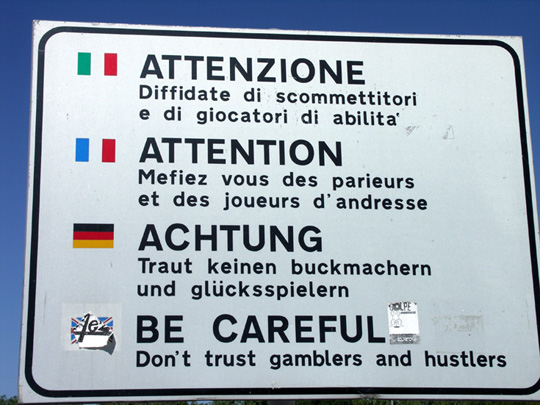 ATTENZIONE
Diffidate di scommettitori
e di giocatori di abilita'
ATTENTION
Mefiez vous des parieurs
et des joueurs d'andresse
ACHTUNG
Traut keinen buckmachern
und glücksspielern
BE CAREFUL
Don't trust gamblers and hustlers